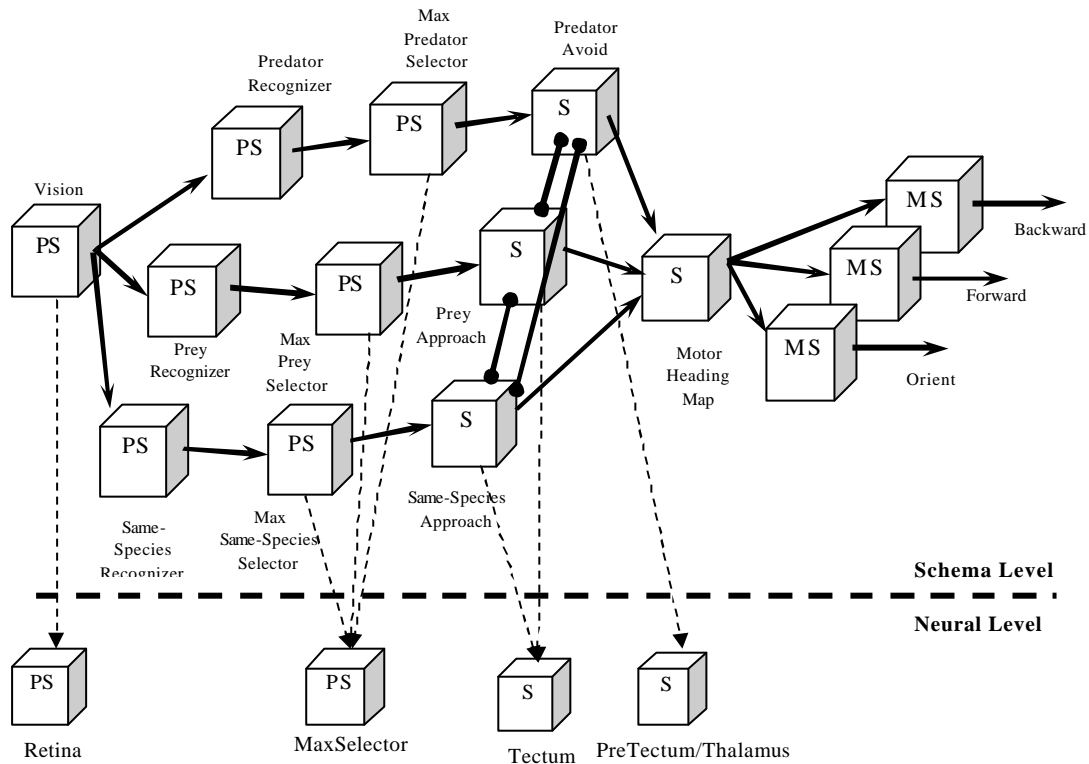 Max
Predator
Selector
Predator
Avoid
Predator
Recognizer
S
PS
PS
Vision
PS
MS
Backward
S
S
MS
PS
PS
Forward
MS
Prey
Recognizer
Max
Prey
Selector
Prey
Approach
Motor
Heading
Map
Orient
S
PS
PS
Same-
Species
Recognizer
Max
Same-Species
Selector
Same-Species
Approach
Schema Level
Neural Level
PS
PS
S
S
Retina
MaxSelector
Tectum
PreTectum/Thalamus